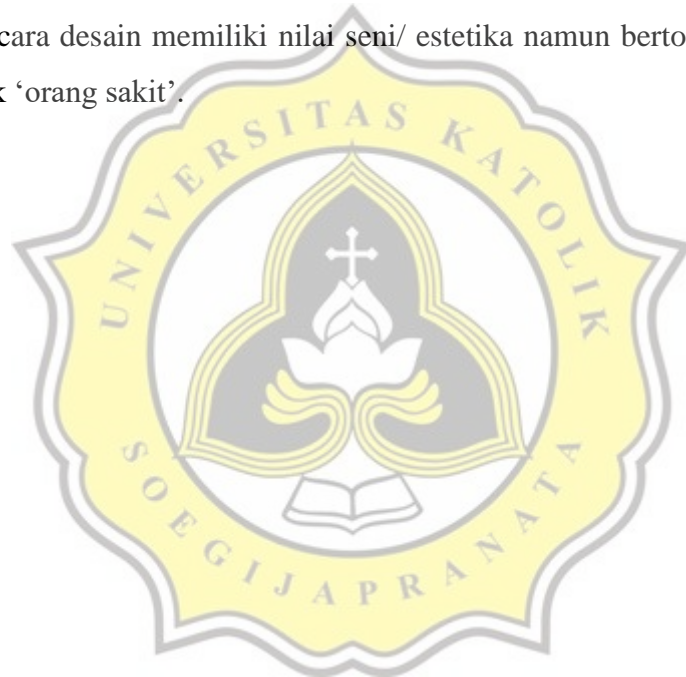 cara desain memiliki nilai seni/ estetika namun berto
k ‘orang sakit’.
UNIVERSITAS KATOLIK
SOEGIJAPRANATA